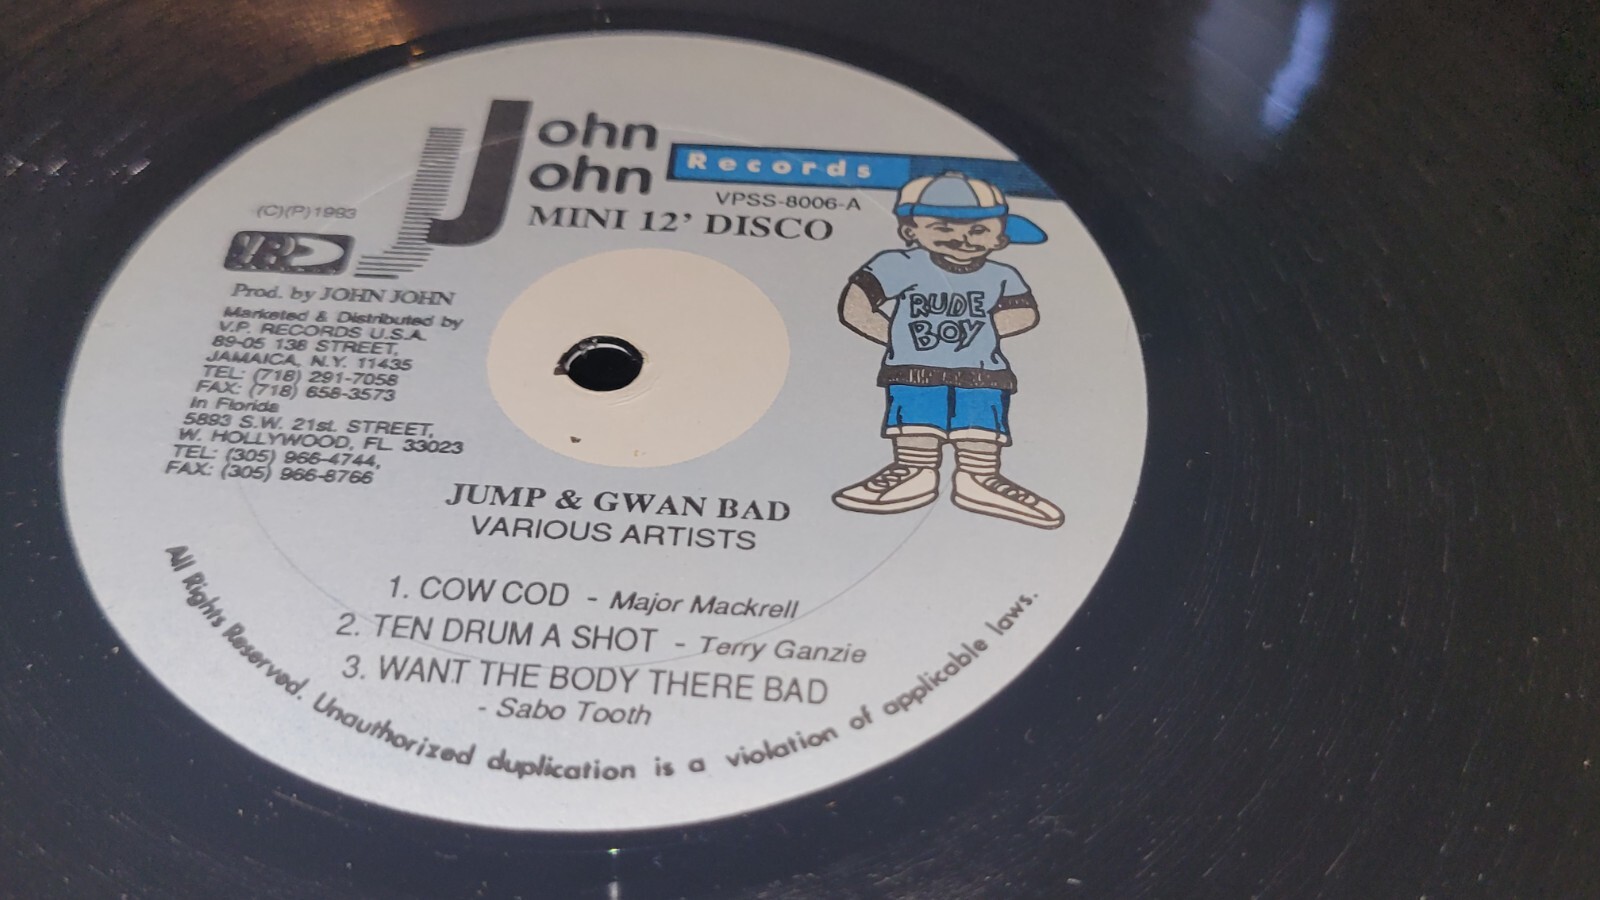 John John Records
VPSS-8006-A
MINI 12' DISCO
(C)(P)1993
Prod. by JOHN JOHN
Marketed & Distributed by
V.P. RECORDS U.S.A.
89-05 138 STREET,
JAMAICA, N.Y. 11435
TEL: (718) 291-7058
FAX: (718) 658-3573
In Florida
5893 S.W. 21st. STREET,
W. HOLLYWOOD, FL. 33023
TEL: (305) 966-4744,
FAX: (305) 966-8766
RUDE
BOY
JUMP & GWAN BAD
VARIOUS ARTISTS
1. COW COD - Major Mackrell
2. TEN DRUM A SHOT - Terry Ganzie
3. WANT THE BODY THERE BAD
- Sabo Tooth
All Rights Reserved. Unauthorized duplication is a violation of applicable laws.